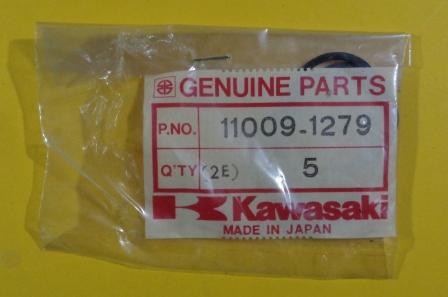 GENUINE PARTS
P.NO. 11009-1279
Q'TY (2E) 5
Kawasaki
MADE IN JAPAN